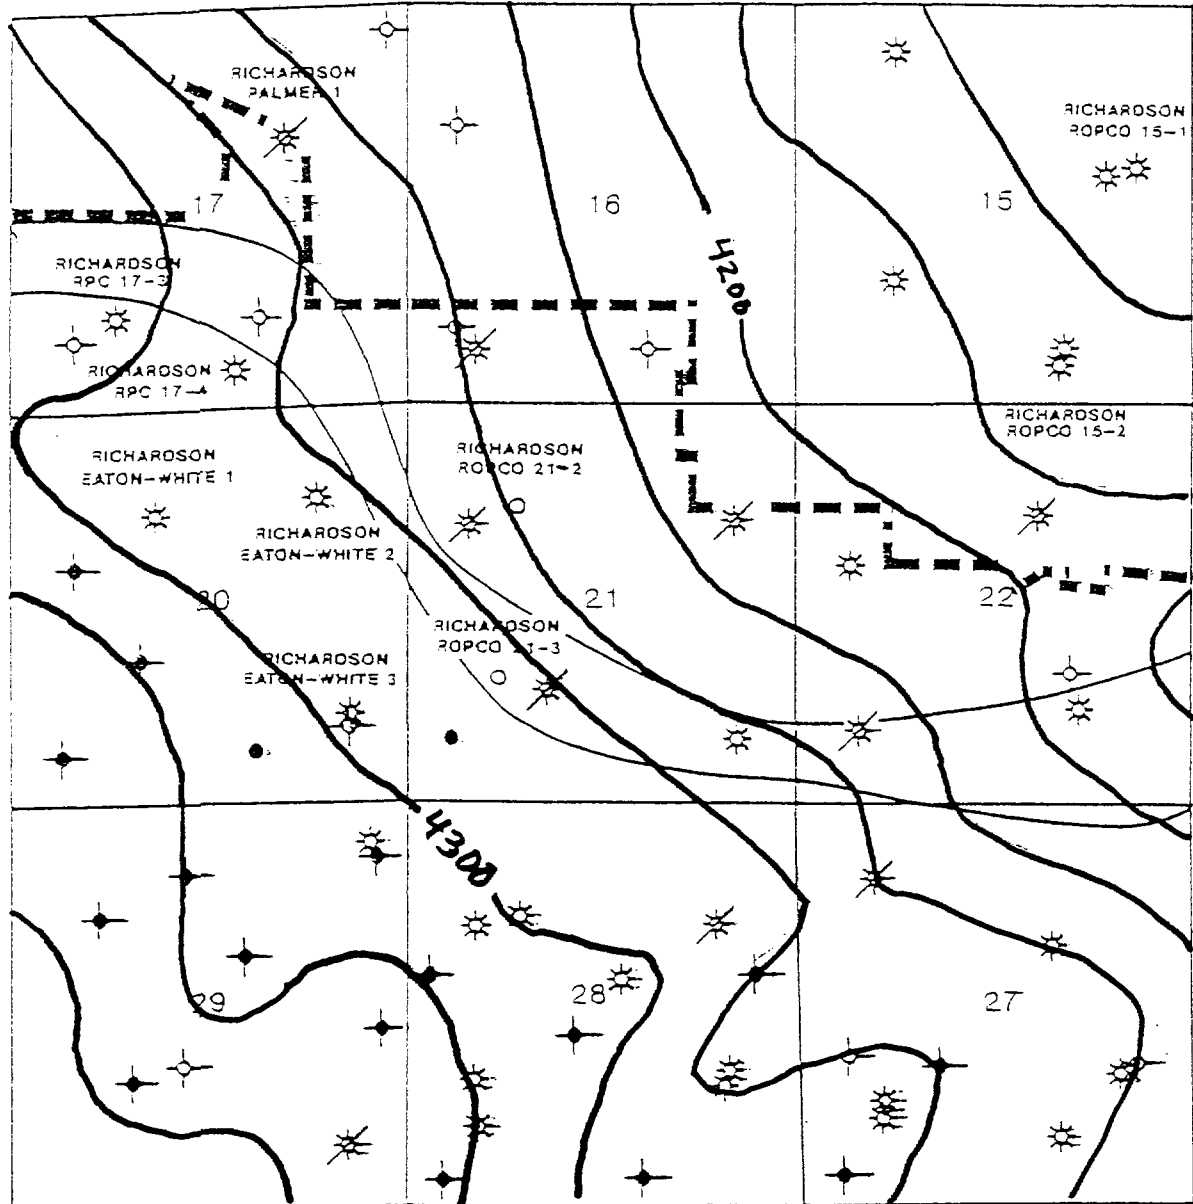 RICHARDSON
PALMER 1
RICHARDSON
ROPCO 15-1
17
16
15
RICHARDSON
RPC 17-3
4200
RICHARDSON
RPC 17-4
RICHARDSON
ROPCO 15-2
RICHARDSON
EATON-WHITE 1
RICHARDSON
ROPCO 21-2
RICHARDSON
EATON-WHITE 2
20
21
22
RICHARDSON
ROPCO 21-3
RICHARDSON
EATON-WHITE 3
4300
29
28
27